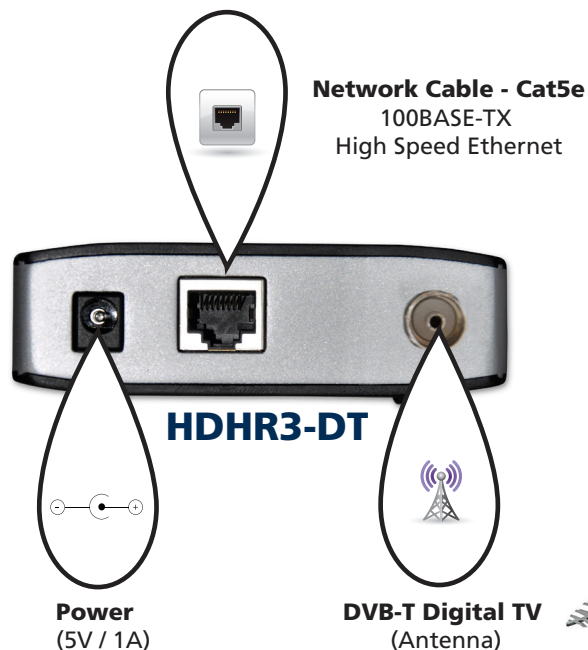 Network Cable - Cat5e
100BASE-TX
High Speed Ethernet
HDHR3-DT
Power
(5V / 1A)
DVB-T Digital TV
(Antenna)